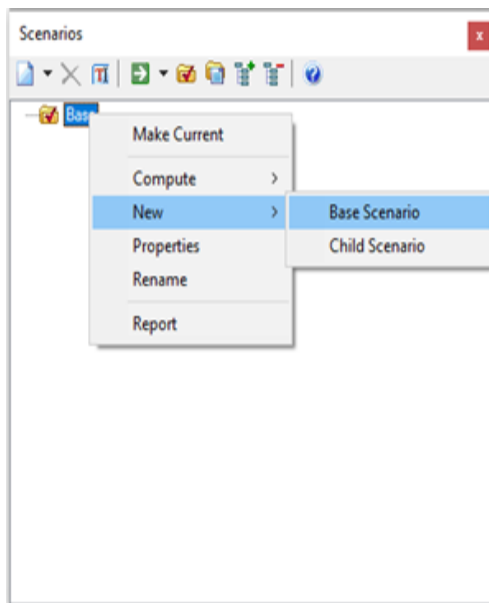 Scenarios
x
Base
Make Current
Compute
New
Base Scenario
Properties
Child Scenario
Rename
Report